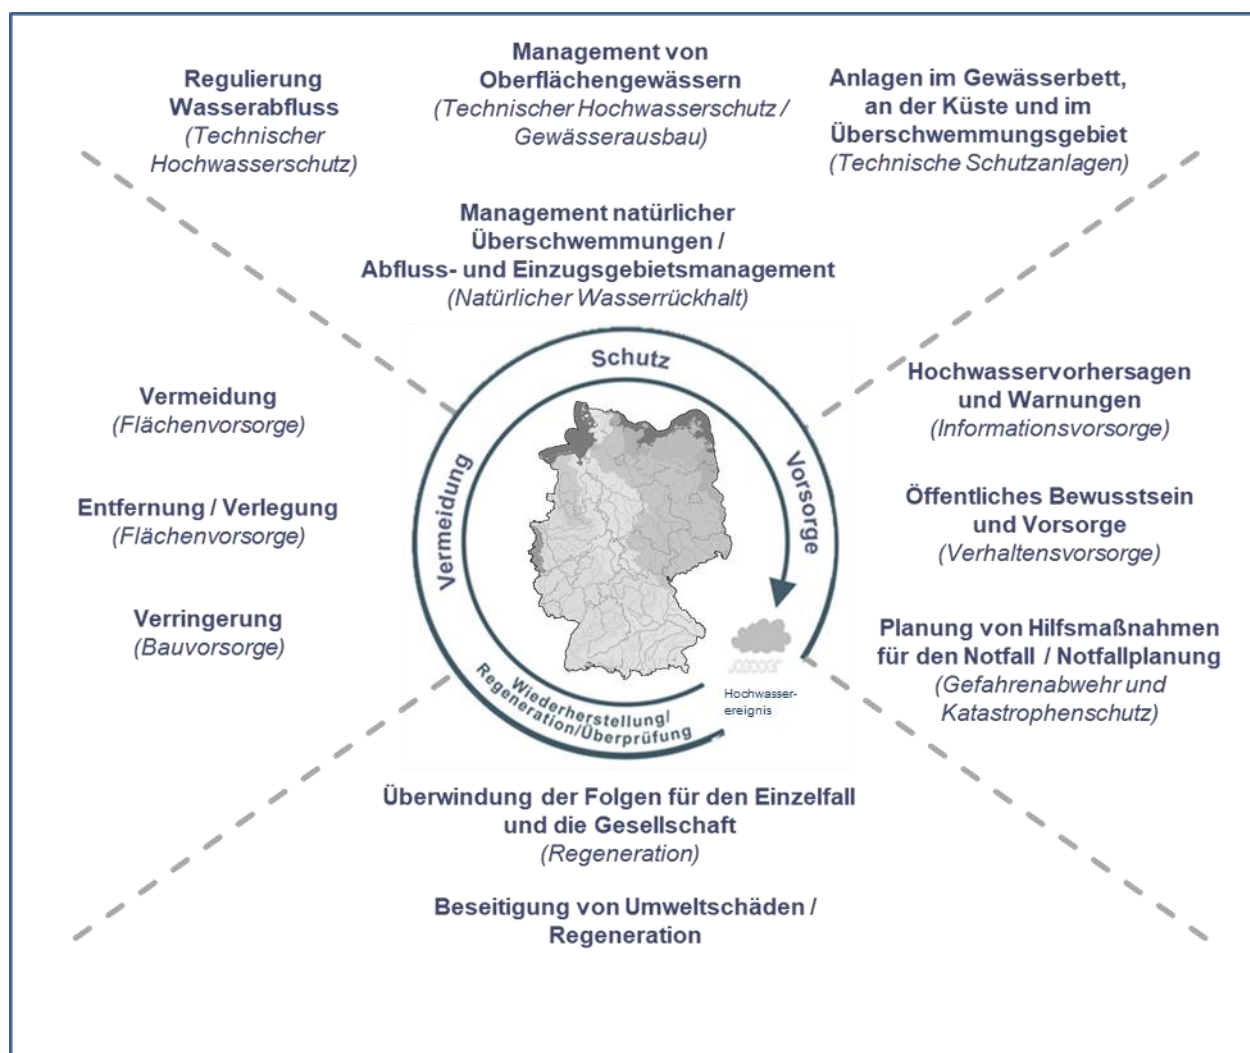 Regulierung
Wasserabfluss
(Technischer
Hochwasserschutz)
Management von
Oberflächengewässern
(Technischer Hochwasserschutz /
Gewässerausbau)
Anlagen im Gewässerbett,
an der Küste und im
Überschwemmungsgebiet
(Technische Schutzanlagen)
Management natürlicher
Überschwemmungen /
Abfluss- und Einzugsgebietsmanagement
(Natürlicher Wasserrückhalt)
Schutz
Vermeidung
(Flächenvorsorge)
Entfernung / Verlegung
(Flächenvorsorge)
Verringerung
(Bauvorsorge)
Vermeidung
Vorsorge
Hochwasservorhersagen
und Warnungen
(Informationsvorsorge)
Öffentliches Bewusstsein
und Vorsorge
(Verhaltensvorsorge)
Planung von Hilfsmaßnahmen
für den Notfall / Notfallplanung
(Gefahrenabwehr und
Katastrophenschutz)
Wiederherstellung/
Regeneration/Überprüfung
Hochwasser-
ereignis
Überwindung der Folgen für den Einzelfall
und die Gesellschaft
(Regeneration)
Beseitigung von Umweltschäden /
Regeneration